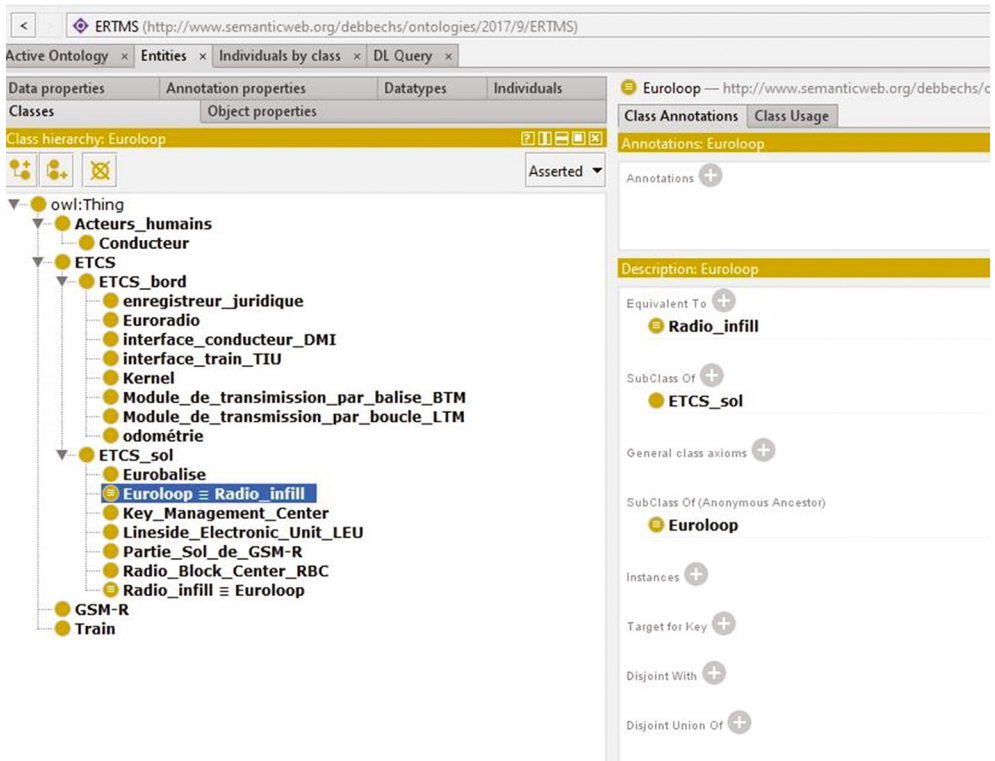 < ERTMS (http://www.semanticweb.org/debbechs/ontologies/2017/9/ERTMS)
Active Ontology × Entities × Individuals by class × DL Query ×
Data properties Annotation properties Datatypes Individuals
Classes Object properties
Class hierarchy: Euroloop
Asserted
owl:Thing
Acteurs_humains
Conducteur
ETCS
ETCS_bord
enregistreur_juridique
Euroradio
interface_conducteur_DMI
interface_train_TIU
Kernel
Module_de_transimission_par_balise_BTM
Module_de_transmission_par_boucle_LTM
odométrie
ETCS_sol
Eurobalise
Euroloop ≡ Radio_infill
Key_Management_Center
Lineside_Electronic_Unit_LEU
Partie_Sol_de_GSM-R
Radio_Block_Center_RBC
Radio_infill ≡ Euroloop
GSM-R
Train
Euroloop — http://www.semanticweb.org/debbechs/
Class Annotations Class Usage
Annotations: Euroloop
Annotations
Description: Euroloop
Equivalent To
Radio_infill
SubClass Of
ETCS_sol
General class axioms
SubClass Of (Anonymous Ancestor)
Euroloop
Instances
Target for Key
Disjoint With
Disjoint Union Of